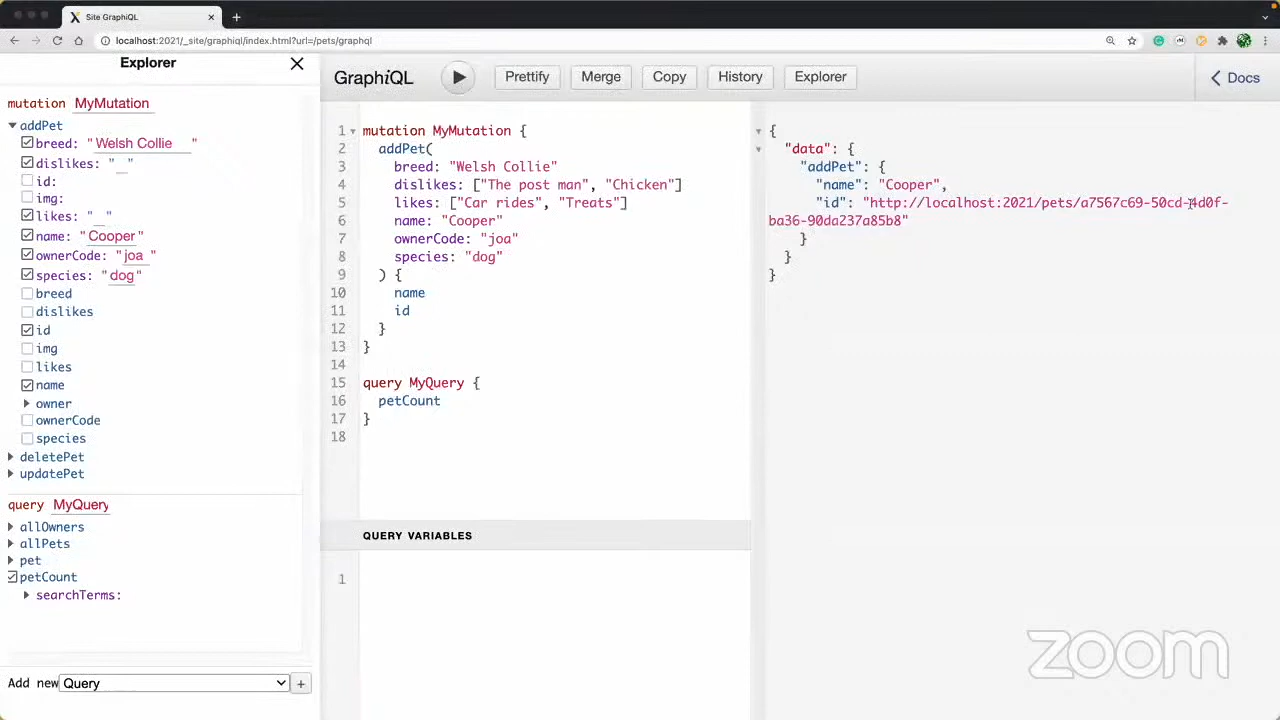 Site GraphiQL
localhost:2021/_site/graphiql/index.html?url=/pets/graphql
Explorer
mutation MyMutation
addPet
breed: "Welsh Collie "
dislikes: " "
id:
img:
likes: " "
name: "Cooper"
ownerCode: "joa "
species: "dog"
breed
dislikes
id
img
likes
name
owner
ownerCode
species
deletePet
updatePet
query MyQuery
allOwners
allPets
pet
petCount
searchTerms:
Add new Query +
GraphiQL Prettify Merge Copy History Explorer Docs
1 mutation MyMutation {
2 addPet(
3 breed: "Welsh Collie"
4 dislikes: ["The post man", "Chicken"]
5 likes: ["Car rides", "Treats"]
6 name: "Cooper"
7 ownerCode: "joa"
8 species: "dog"
9 ) {
10 name
11 id
12 }
13 }
14
15 query MyQuery {
16 petCount
17 }
18
QUERY VARIABLES
1
{
"data": {
"addPet": {
"name": "Cooper",
"id": "http://localhost:2021/pets/a7567c69-50cd-4d0f-
ba36-90da237a85b8"
}
}
}
zoom